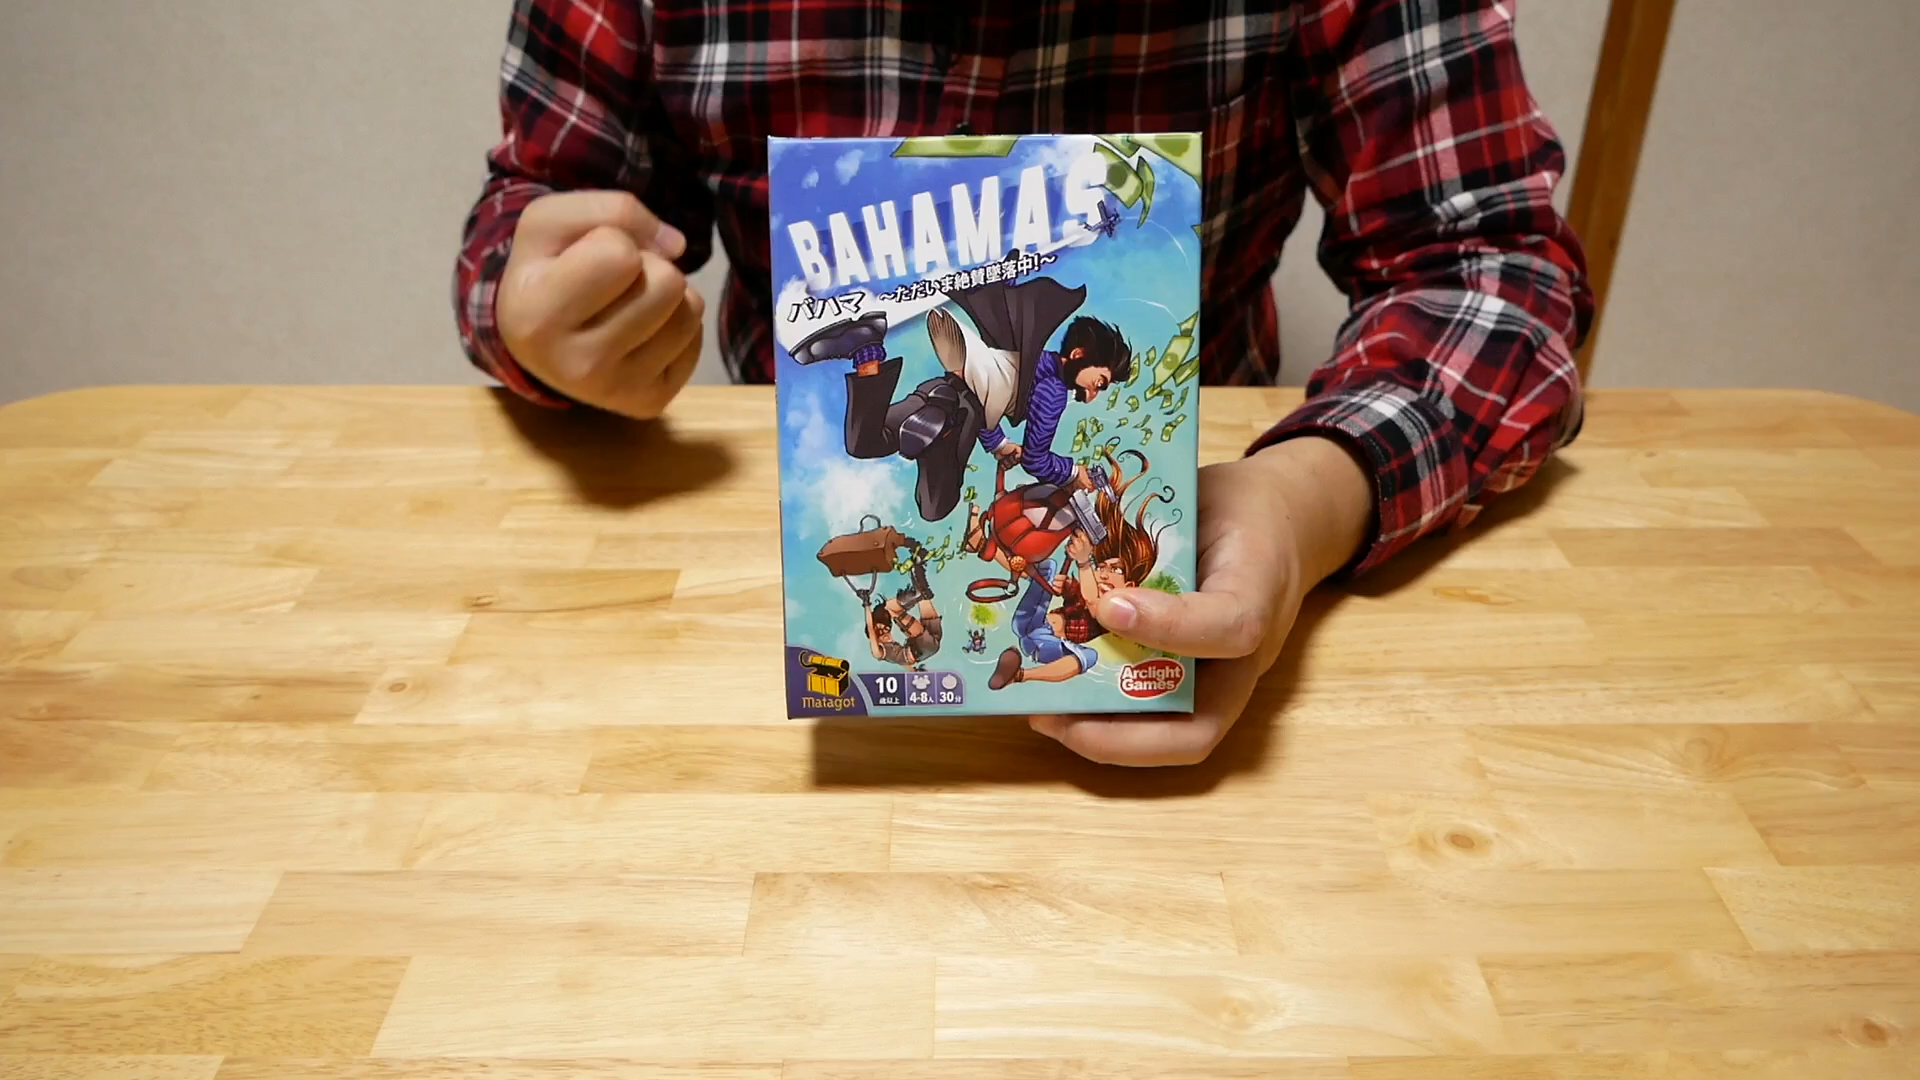 BAHAMAS
バハマ ～ただいま絶賛墜落中!～
Matagot
10
歳以上
4-8人
30分
Arclight
Games